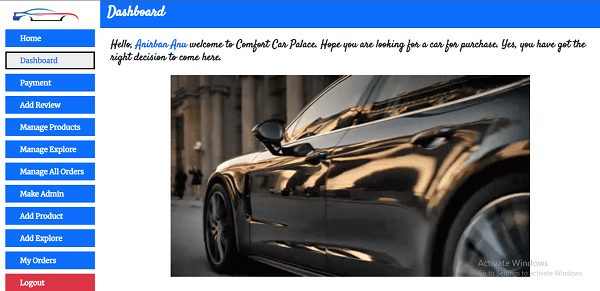 Dashboard
Home
Dashboard
Payment
Add Review
Manage Products
Manage Explore
Manage All Orders
Make Admin
Add Product
Add Explore
My Orders
Logout
Hello, Anirban Anu welcome to Comfort Car Palace. Hope you are looking for a car for purchase. Yes, you have got the
right decision to come here.
Activate Windows
Go to Settings to activate Windows.